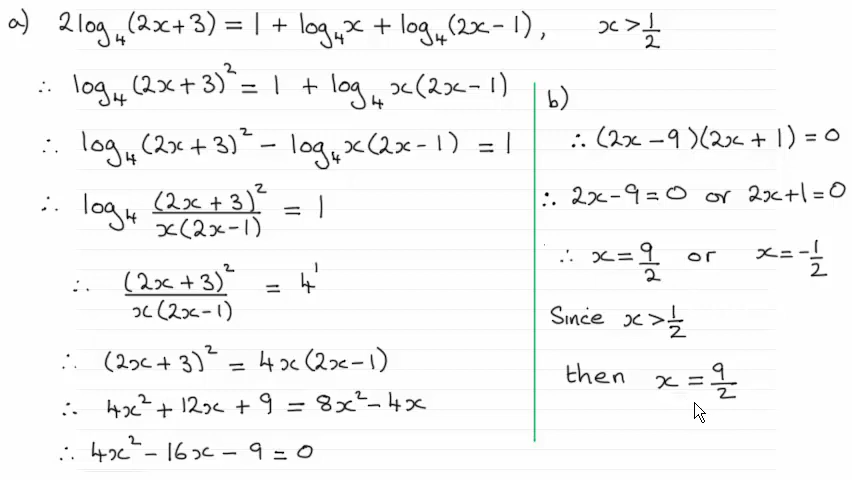 a) 2log₄(2x+3) = 1 + log₄x + log₄(2x−1), x > 1/2
∴ log₄(2x+3)² = 1 + log₄x(2x−1)
∴ log₄(2x+3)² − log₄x(2x−1) = 1
∴ log₄ (2x+3)²/x(2x−1) = 1
∴ (2x+3)²/x(2x−1) = 4¹
∴ (2x+3)² = 4x(2x−1)
∴ 4x² + 12x + 9 = 8x² − 4x
∴ 4x² − 16x − 9 = 0
b)
∴ (2x−9)(2x+1) = 0
∴ 2x−9=0 or 2x+1=0
∴ x = 9/2 or x = −1/2
Since x > 1/2
then x = 9/2